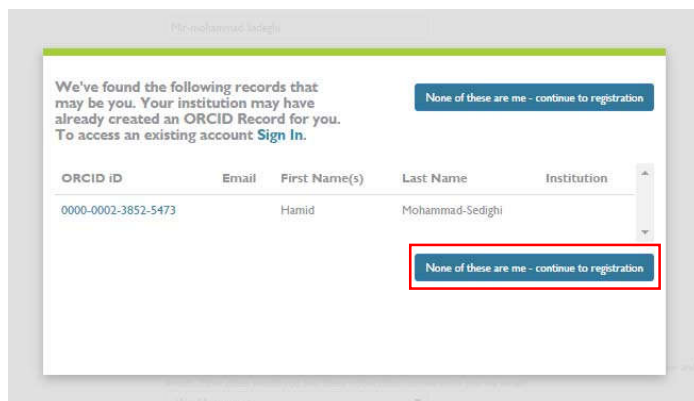 Mir-mohammad Sadeghi
We've found the following records that
may be you. Your institution may have
already created an ORCID Record for you.
To access an existing account Sign In.
None of these are me - continue to registration
ORCID iD Email First Name(s) Last Name Institution
0000-0002-3852-5473 Hamid Mohammad-Sedighi
None of these are me - continue to registration